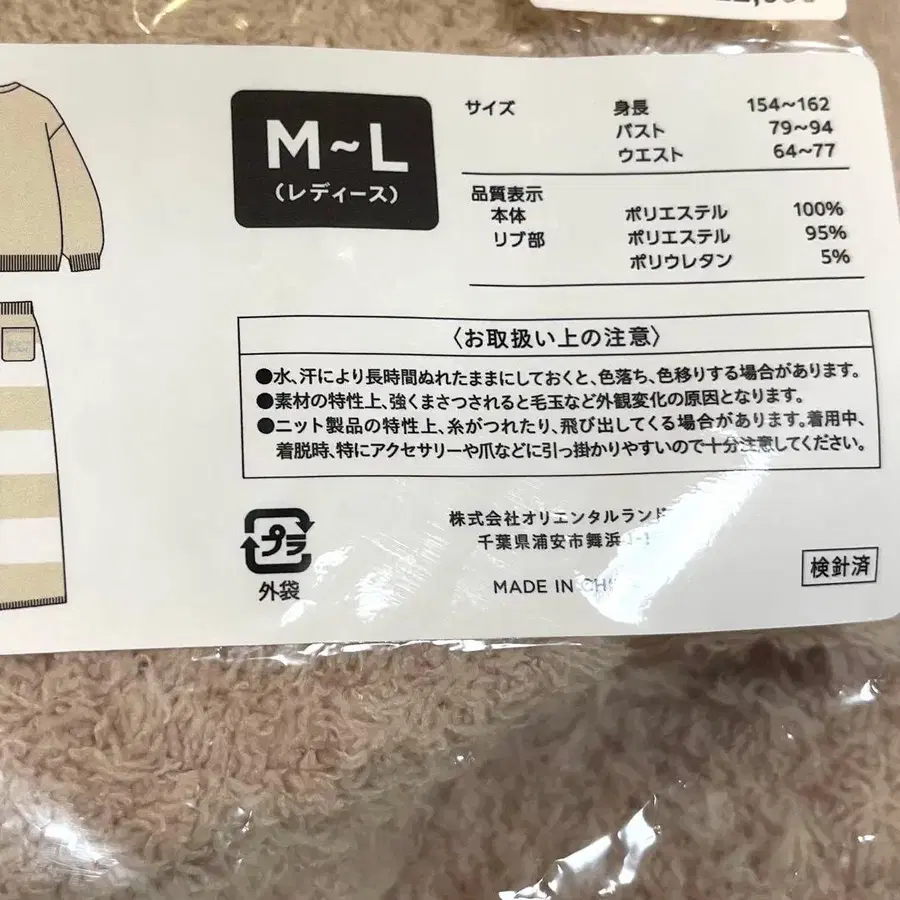 M~L
(レディース)
サイズ 身長 154~162
バスト 79~94
ウエスト 64~77
品質表示
本体 ポリエステル 100%
リブ部 ポリエステル 95%
ポリウレタン 5%
〈お取扱い上の注意〉
●水、汗により長時間ぬれたままにしておくと、色落ち、色移りする場合があります。
●素材の特性上、強くまさつされると毛玉など外観変化の原因となります。
●ニット製品の特性上、糸がつれたり、飛び出してくる場合があります。着用中、
着脱時、特にアクセサリーや爪などに引っ掛かりやすいので十分注意してください。
プラ
外袋
株式会社オリエンタルランド
千葉県浦安市舞浜1-1
MADE IN
検針済